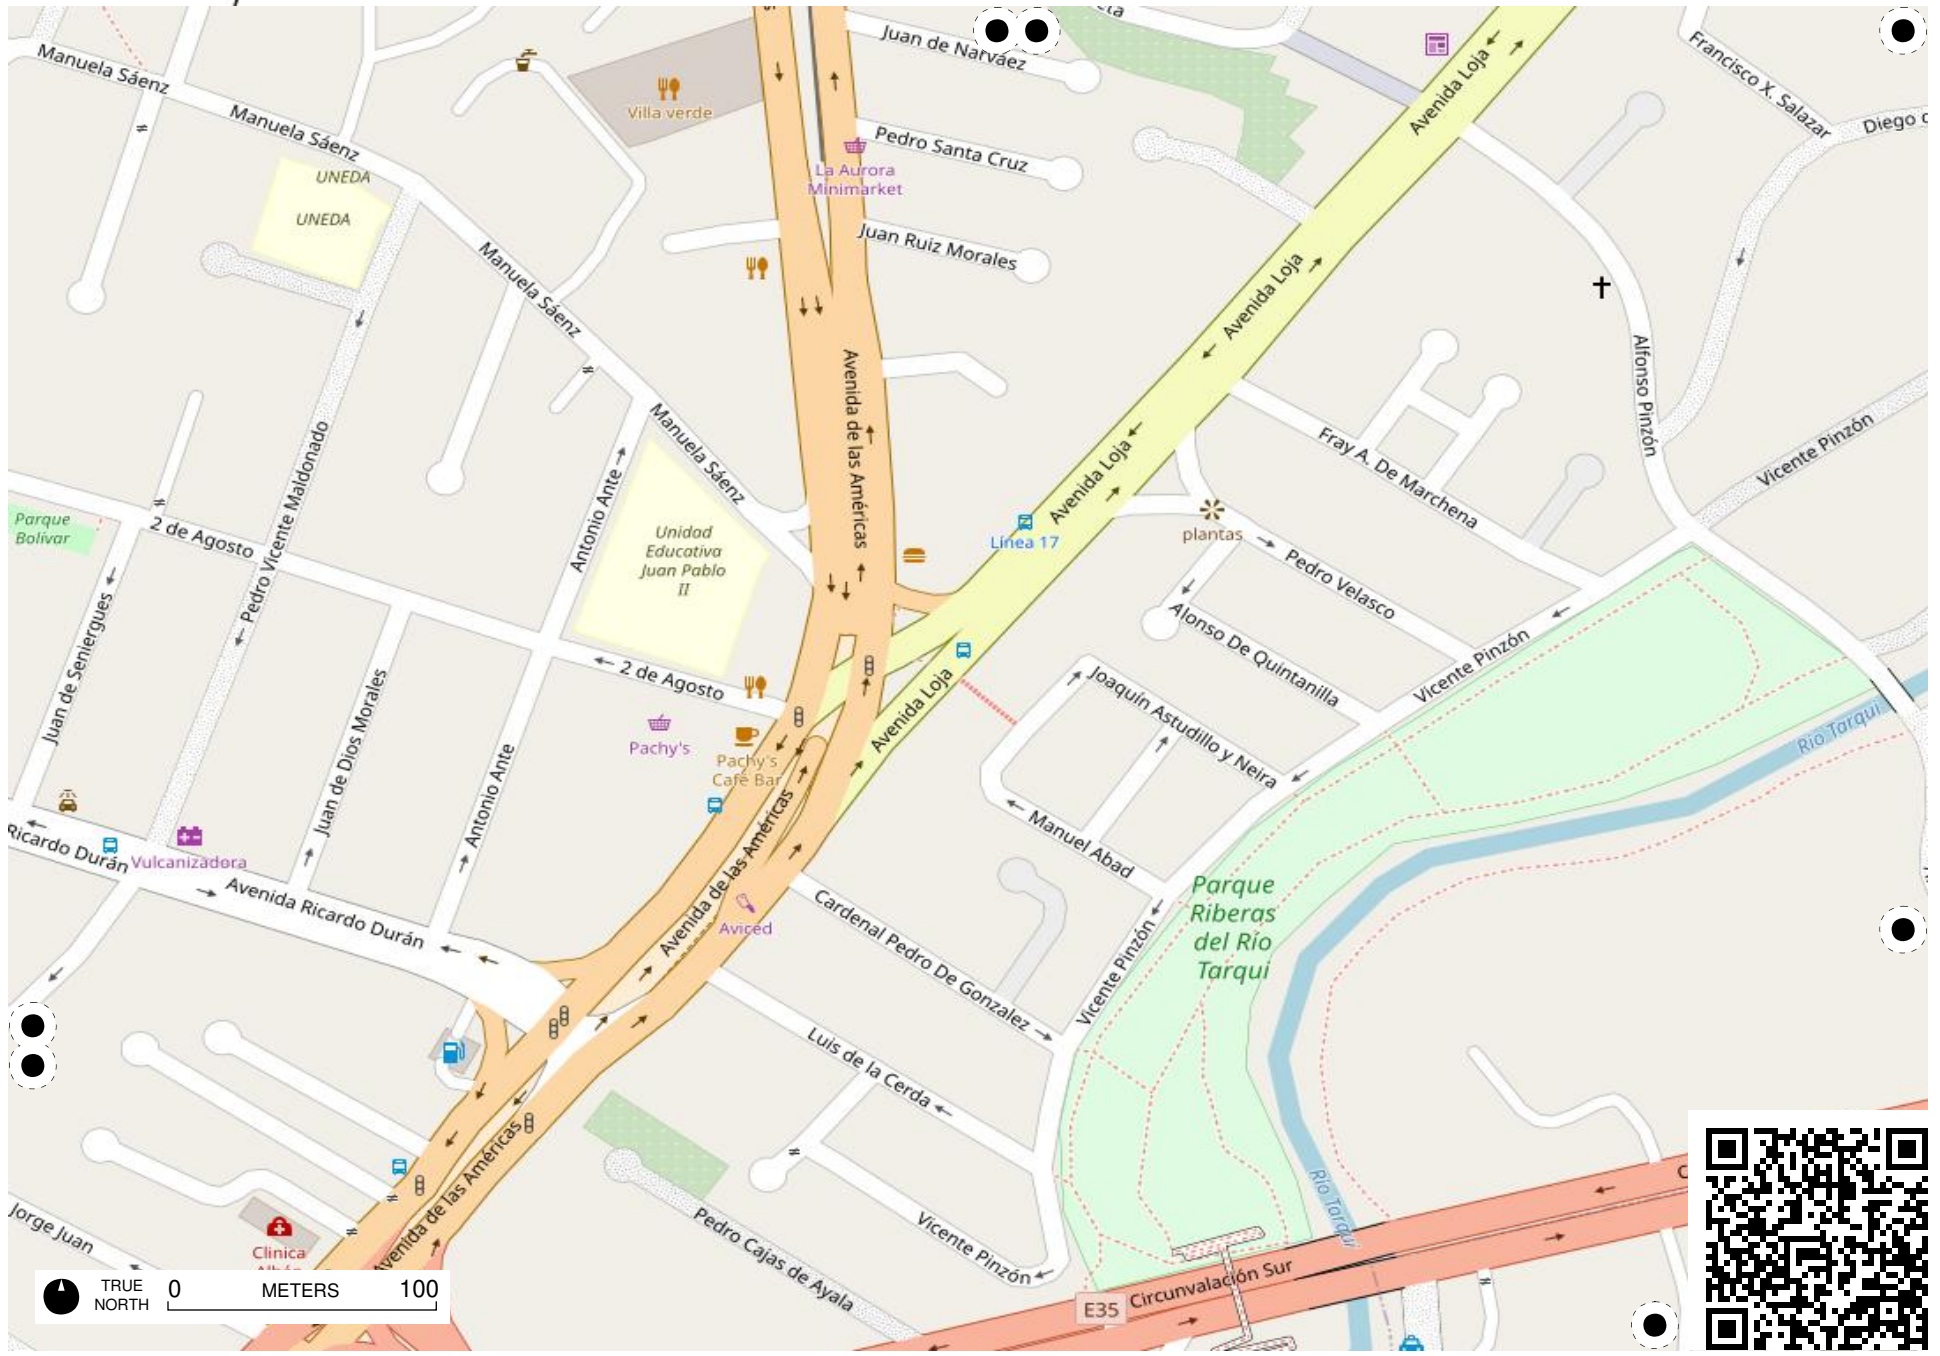 Juan de Narváez
Avenida Loja
Francisco X. Salazar
Diego
Manuela Sáenz
Manuela Sáenz
Villa verde
Pedro Santa Cruz
La Aurora
Minimarket
UNEDA
UNEDA
Juan Ruiz Morales
Manuela Sáenz
Avenida Loja
Alfonso Pinzón
Avenida de las Américas
Manuela Sáenz
Pedro Vicente Maldonado
Antonio Ante
Avenida Loja
Fray A. De Marchena
Vicente Pinzón
Parque
Bolívar
2 de Agosto
Unidad
Educativa
Juan Pablo
II
Línea 17
plantas
Pedro Velasco
Alonso De Quintanilla
Vicente Pinzón
Juan de Seniergues
Juan de Dios Morales
2 de Agosto
Pachy's
Pachy's
Café Bar
Avenida Loja
Joaquín Astudillo y Neira
Río Tarqui
Antonio Ante
Avenida de las Américas
Manuel Abad
Ricardo Durán
Vulcanizadora
Avenida Ricardo Durán
Aviced
Cardenal Pedro De Gonzalez
Vicente Pinzón
Parque
Riberas
del Río
Tarqui
Luis de la Cerda
Avenida de las Américas
Jorge Juan
Clinica
Pedro Cajas de Ayala
Vicente Pinzón
Río Tarqui
E35
Circunvalación Sur
TRUE
NORTH
0 METERS 100